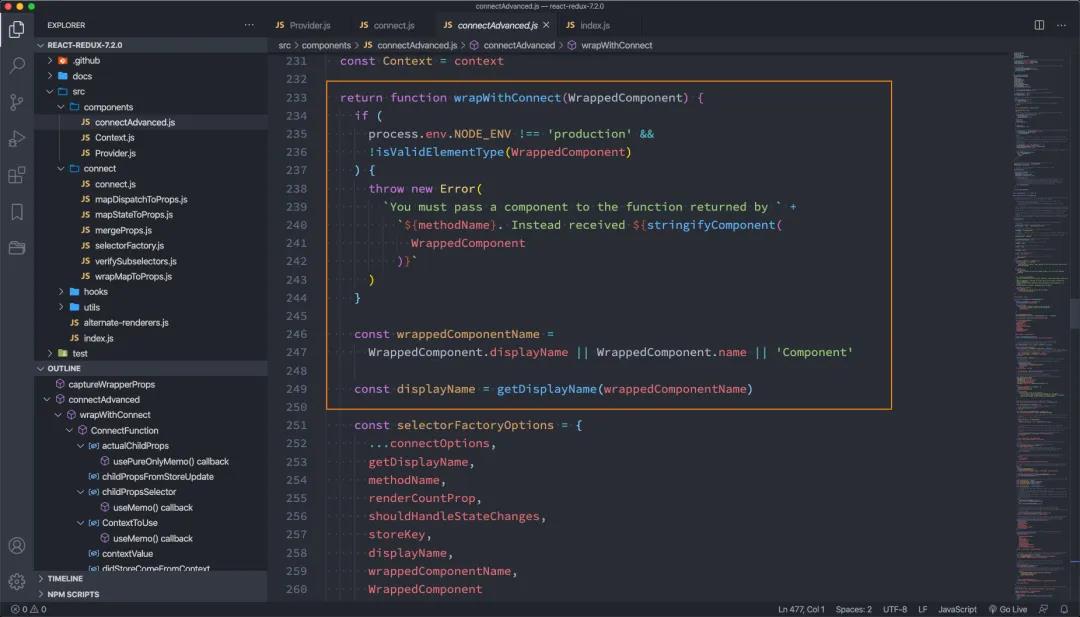 connectAdvanced.js — react-redux-7.2.0
EXPLORER
REACT-REDUX-7.2.0
.github
docs
src
components
connectAdvanced.js
Context.js
Provider.js
connect
connect.js
mapDispatchToProps.js
mapStateToProps.js
mergeProps.js
selectorFactory.js
verifySubselectors.js
wrapMapToProps.js
hooks
utils
alternate-renderers.js
index.js
test
OUTLINE
captureWrapperProps
connectAdvanced
wrapWithConnect
ConnectFunction
actualChildProps
usePureOnlyMemo() callback
childPropsFromStoreUpdate
childPropsSelector
useMemo() callback
ContextToUse
useMemo() callback
contextValue
didStoreComeFromContext
TIMELINE
NPM SCRIPTS
JS Provider.js JS connect.js JS connectAdvanced.js JS index.js
src > components > JS connectAdvanced.js > connectAdvanced > wrapWithConnect
231 const Context = context
232
233 return function wrapWithConnect(WrappedComponent) {
234 if (
235 process.env.NODE_ENV !== 'production' &&
236 !isValidElementType(WrappedComponent)
237 ) {
238 throw new Error(
239 `You must pass a component to the function returned by ` +
240 `${methodName}. Instead received ${stringifyComponent(
241 WrappedComponent
242 )}`
243 )
244 }
245
246 const wrappedComponentName =
247 WrappedComponent.displayName || WrappedComponent.name || 'Component'
248
249 const displayName = getDisplayName(wrappedComponentName)
250
251 const selectorFactoryOptions = {
252 ...connectOptions,
253 getDisplayName,
254 methodName,
255 renderCountProp,
256 shouldHandleStateChanges,
257 storeKey,
258 displayName,
259 wrappedComponentName,
260 WrappedComponent
0 0 Ln 477, Col 1 Spaces: 2 UTF-8 LF JavaScript Go Live